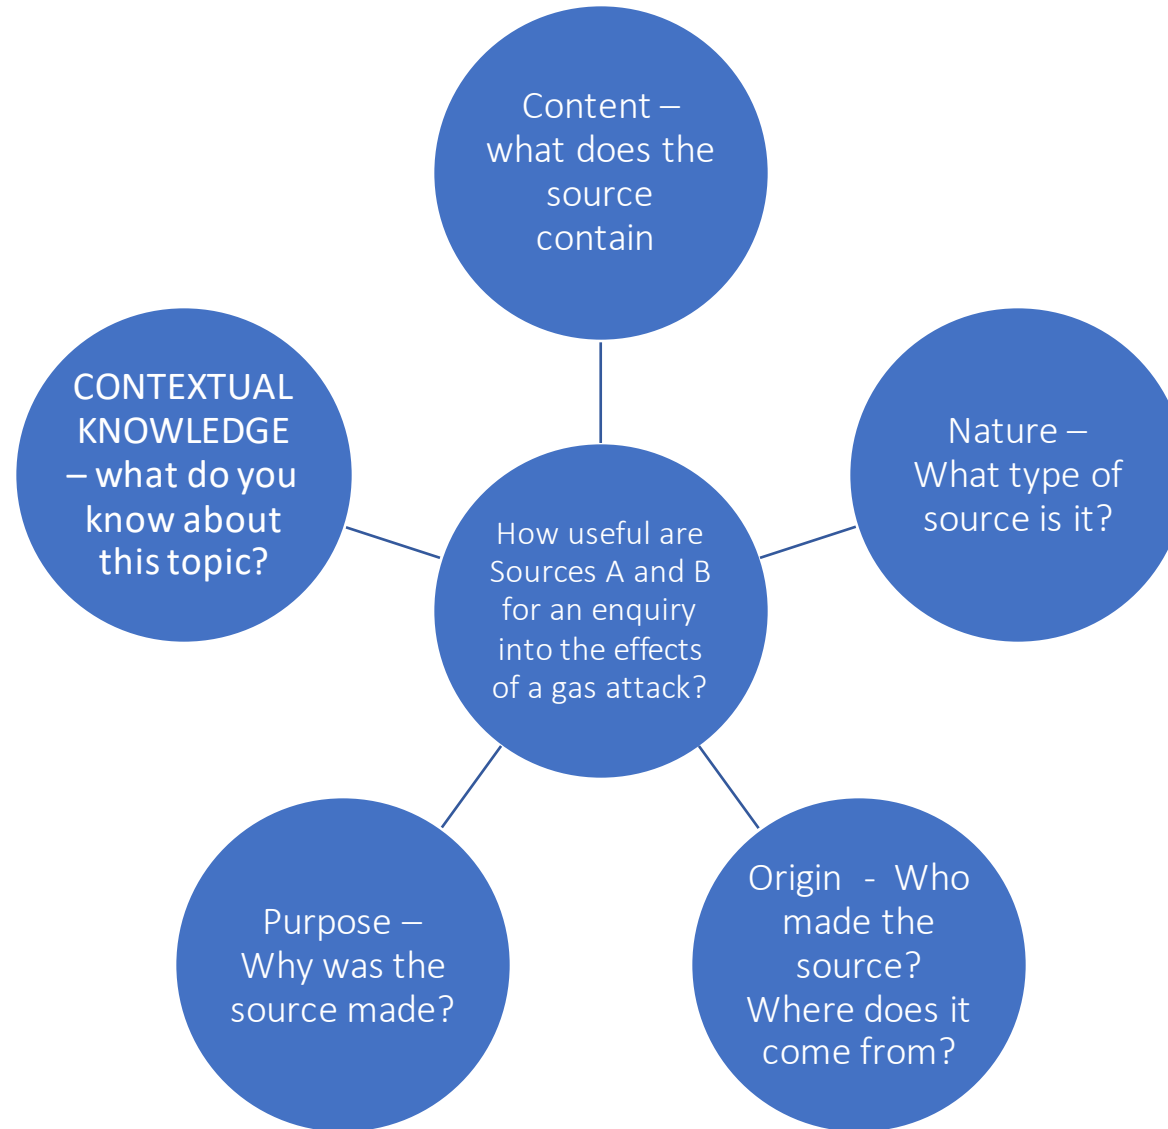 Content –
what does the
source
contain
Nature –
What type of
source is it?
Origin - Who
made the
source?
Where does it
come from?
Purpose –
Why was the
source made?
CONTEXTUAL
KNOWLEDGE
– what do you
know about
this topic?
How useful are
Sources A and B
for an enquiry
into the effects
of a gas attack?